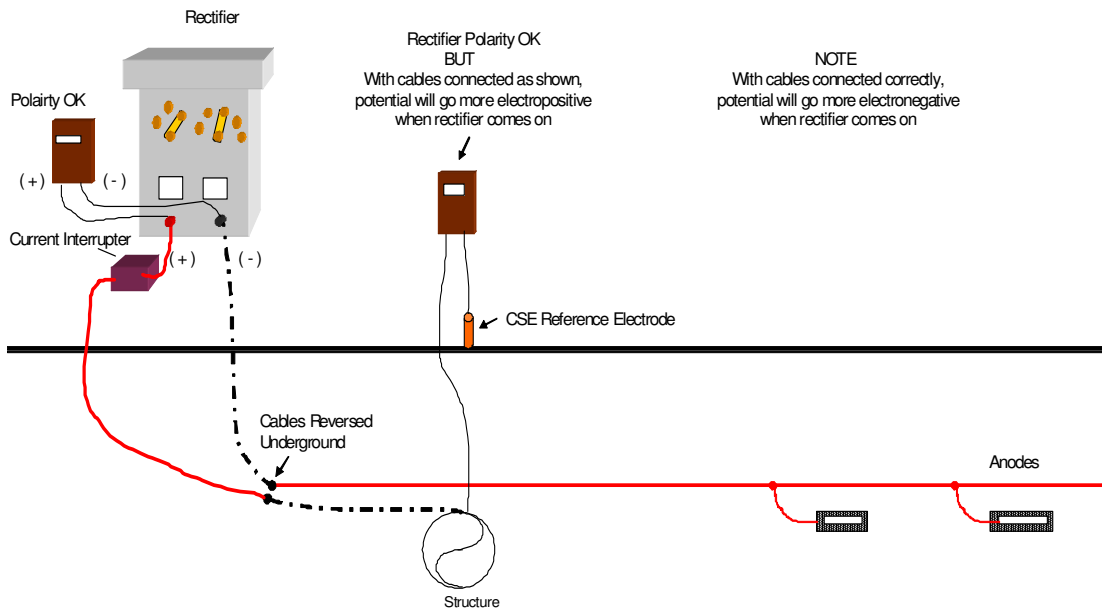 Rectifier
Polairty OK
(+)
(-)
Current Interrupter
(+)
(-)
Rectifier Polarity OK
BUT
With cables connected as shown,
potential will go more electropositive
when rectifier comes on
NOTE
With cables connected correctly,
potential will go more electronegative
when rectifier comes on
CSE Reference Electrode
Cables Reversed
Underground
Anodes
Structure